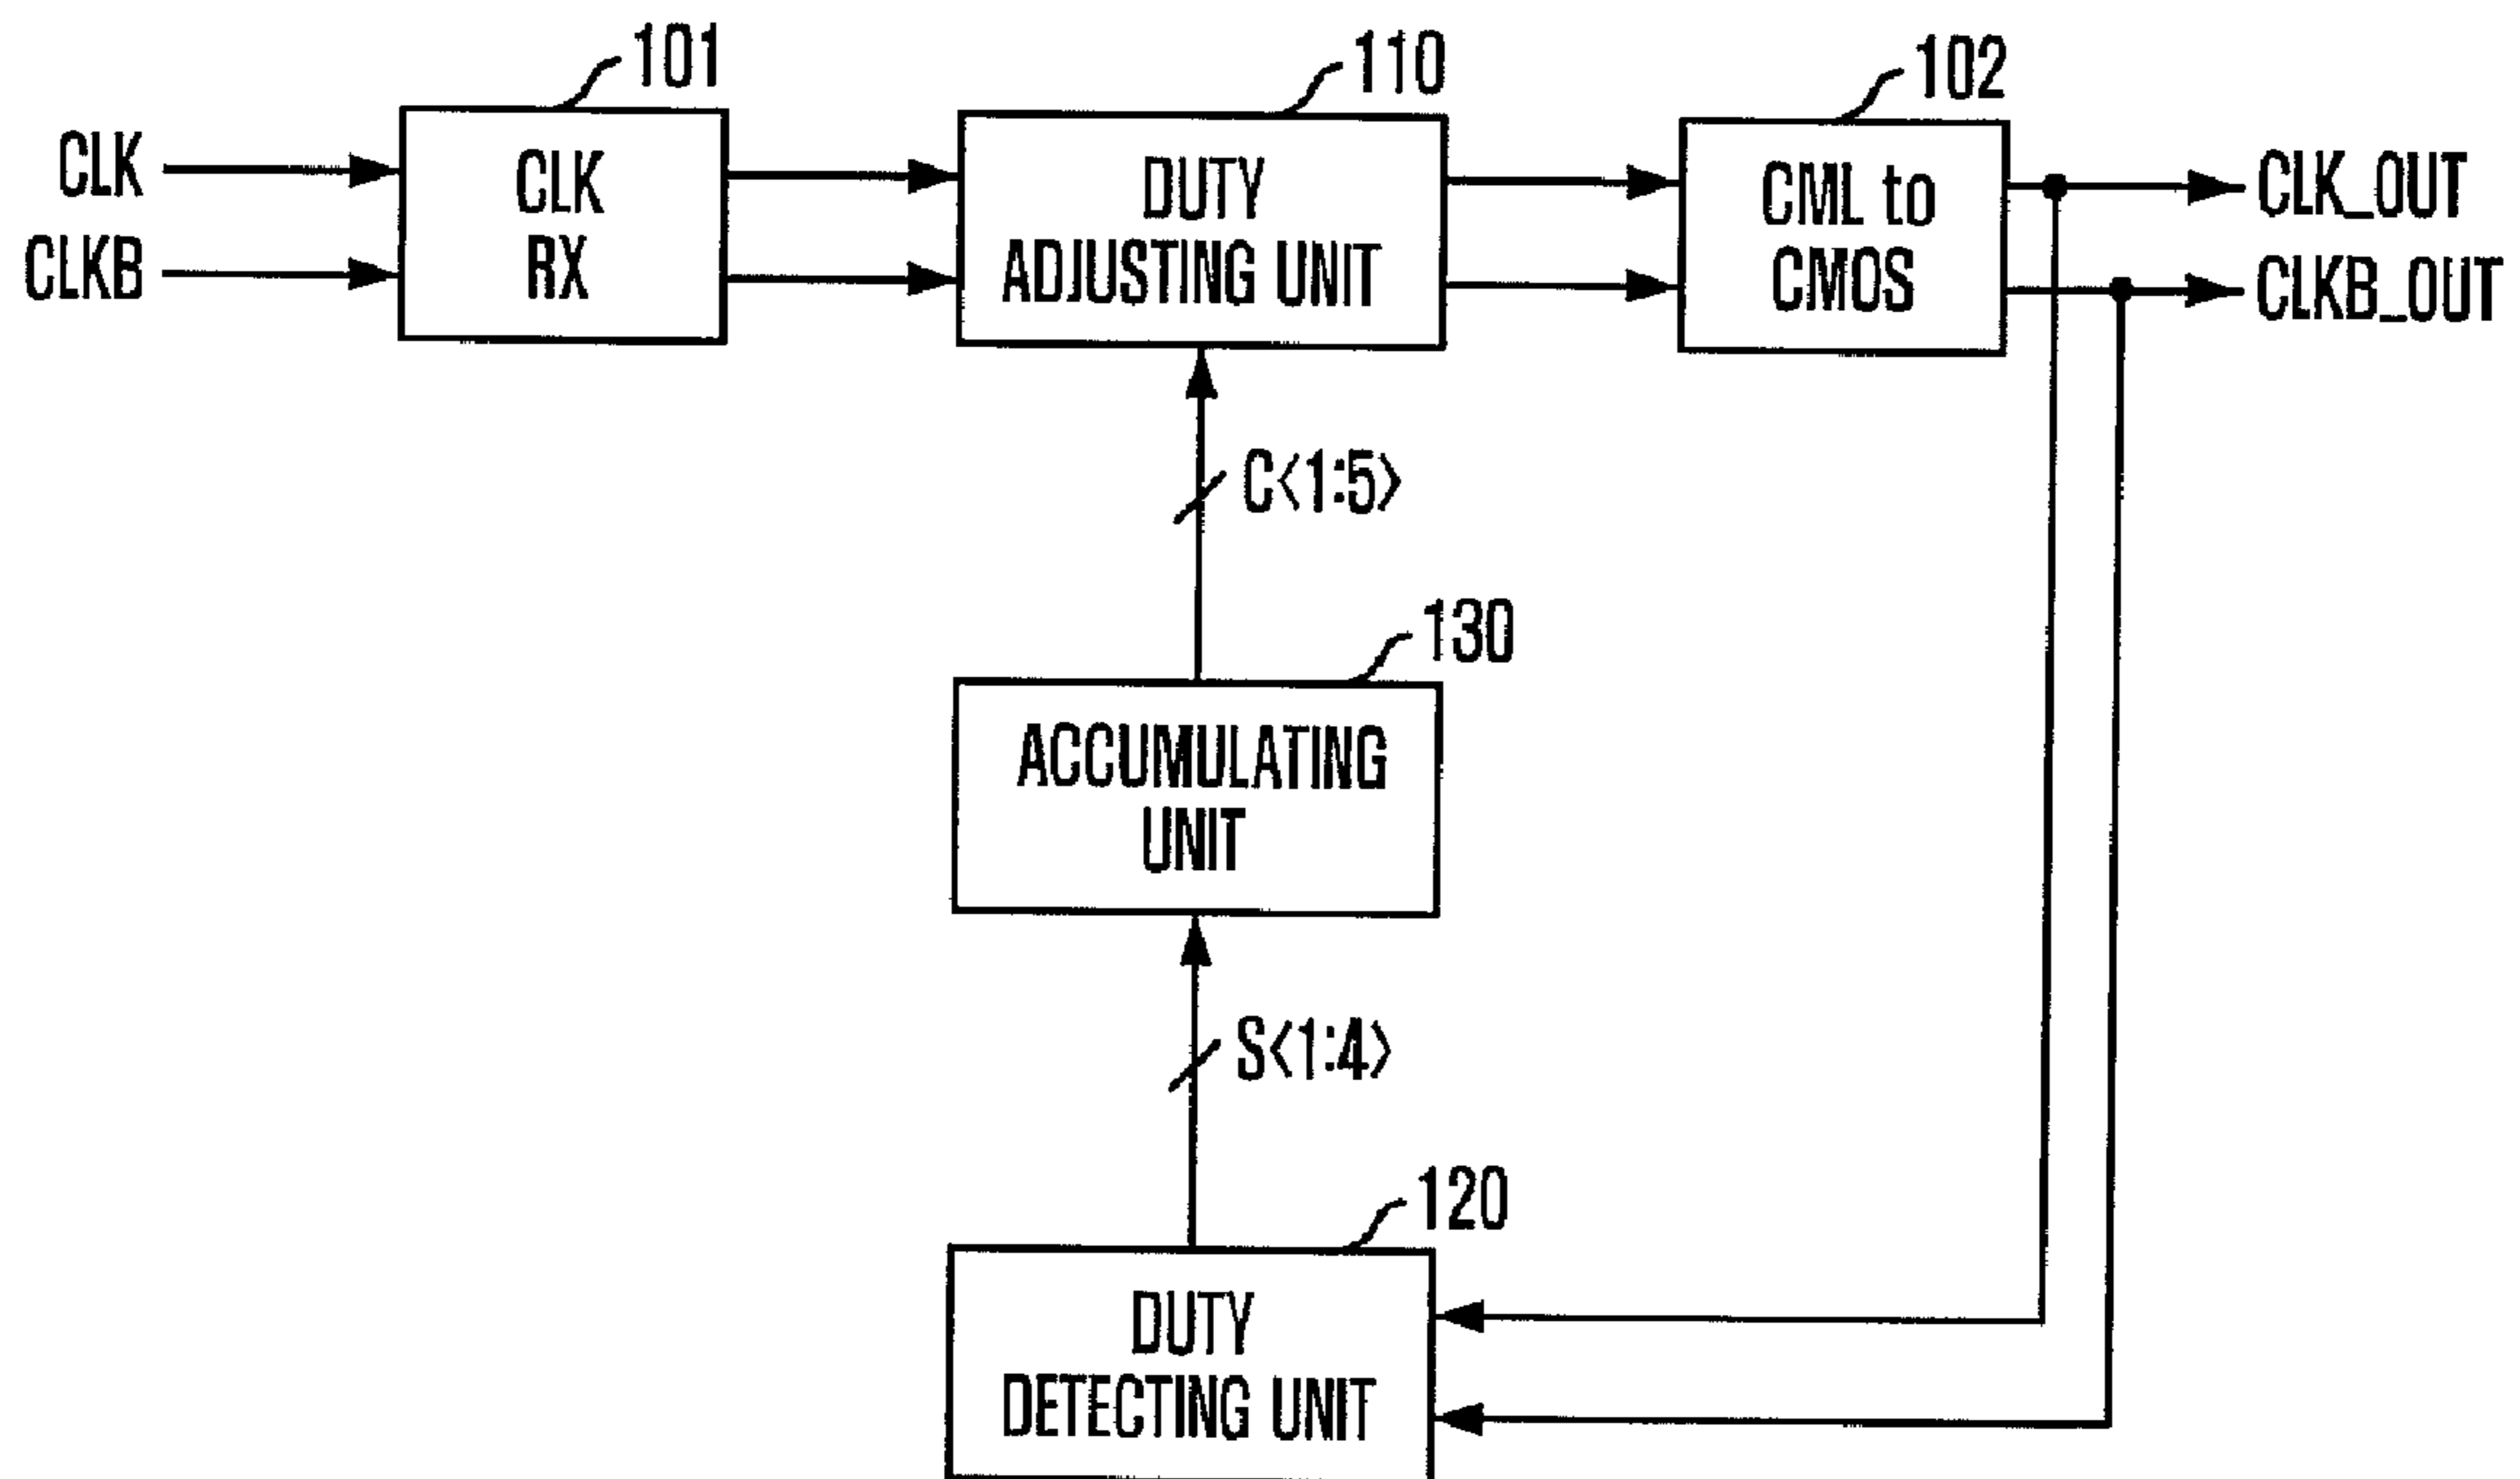 101
110
102
CLK
CLKB
CLK
RX
DUTY
ADJUSTING UNIT
CML to
CMOS
CLK_OUT
CLKB_OUT
C<1:5>
130
ACCUMULATING
UNIT
S<1:4>
120
DUTY
DETECTING UNIT